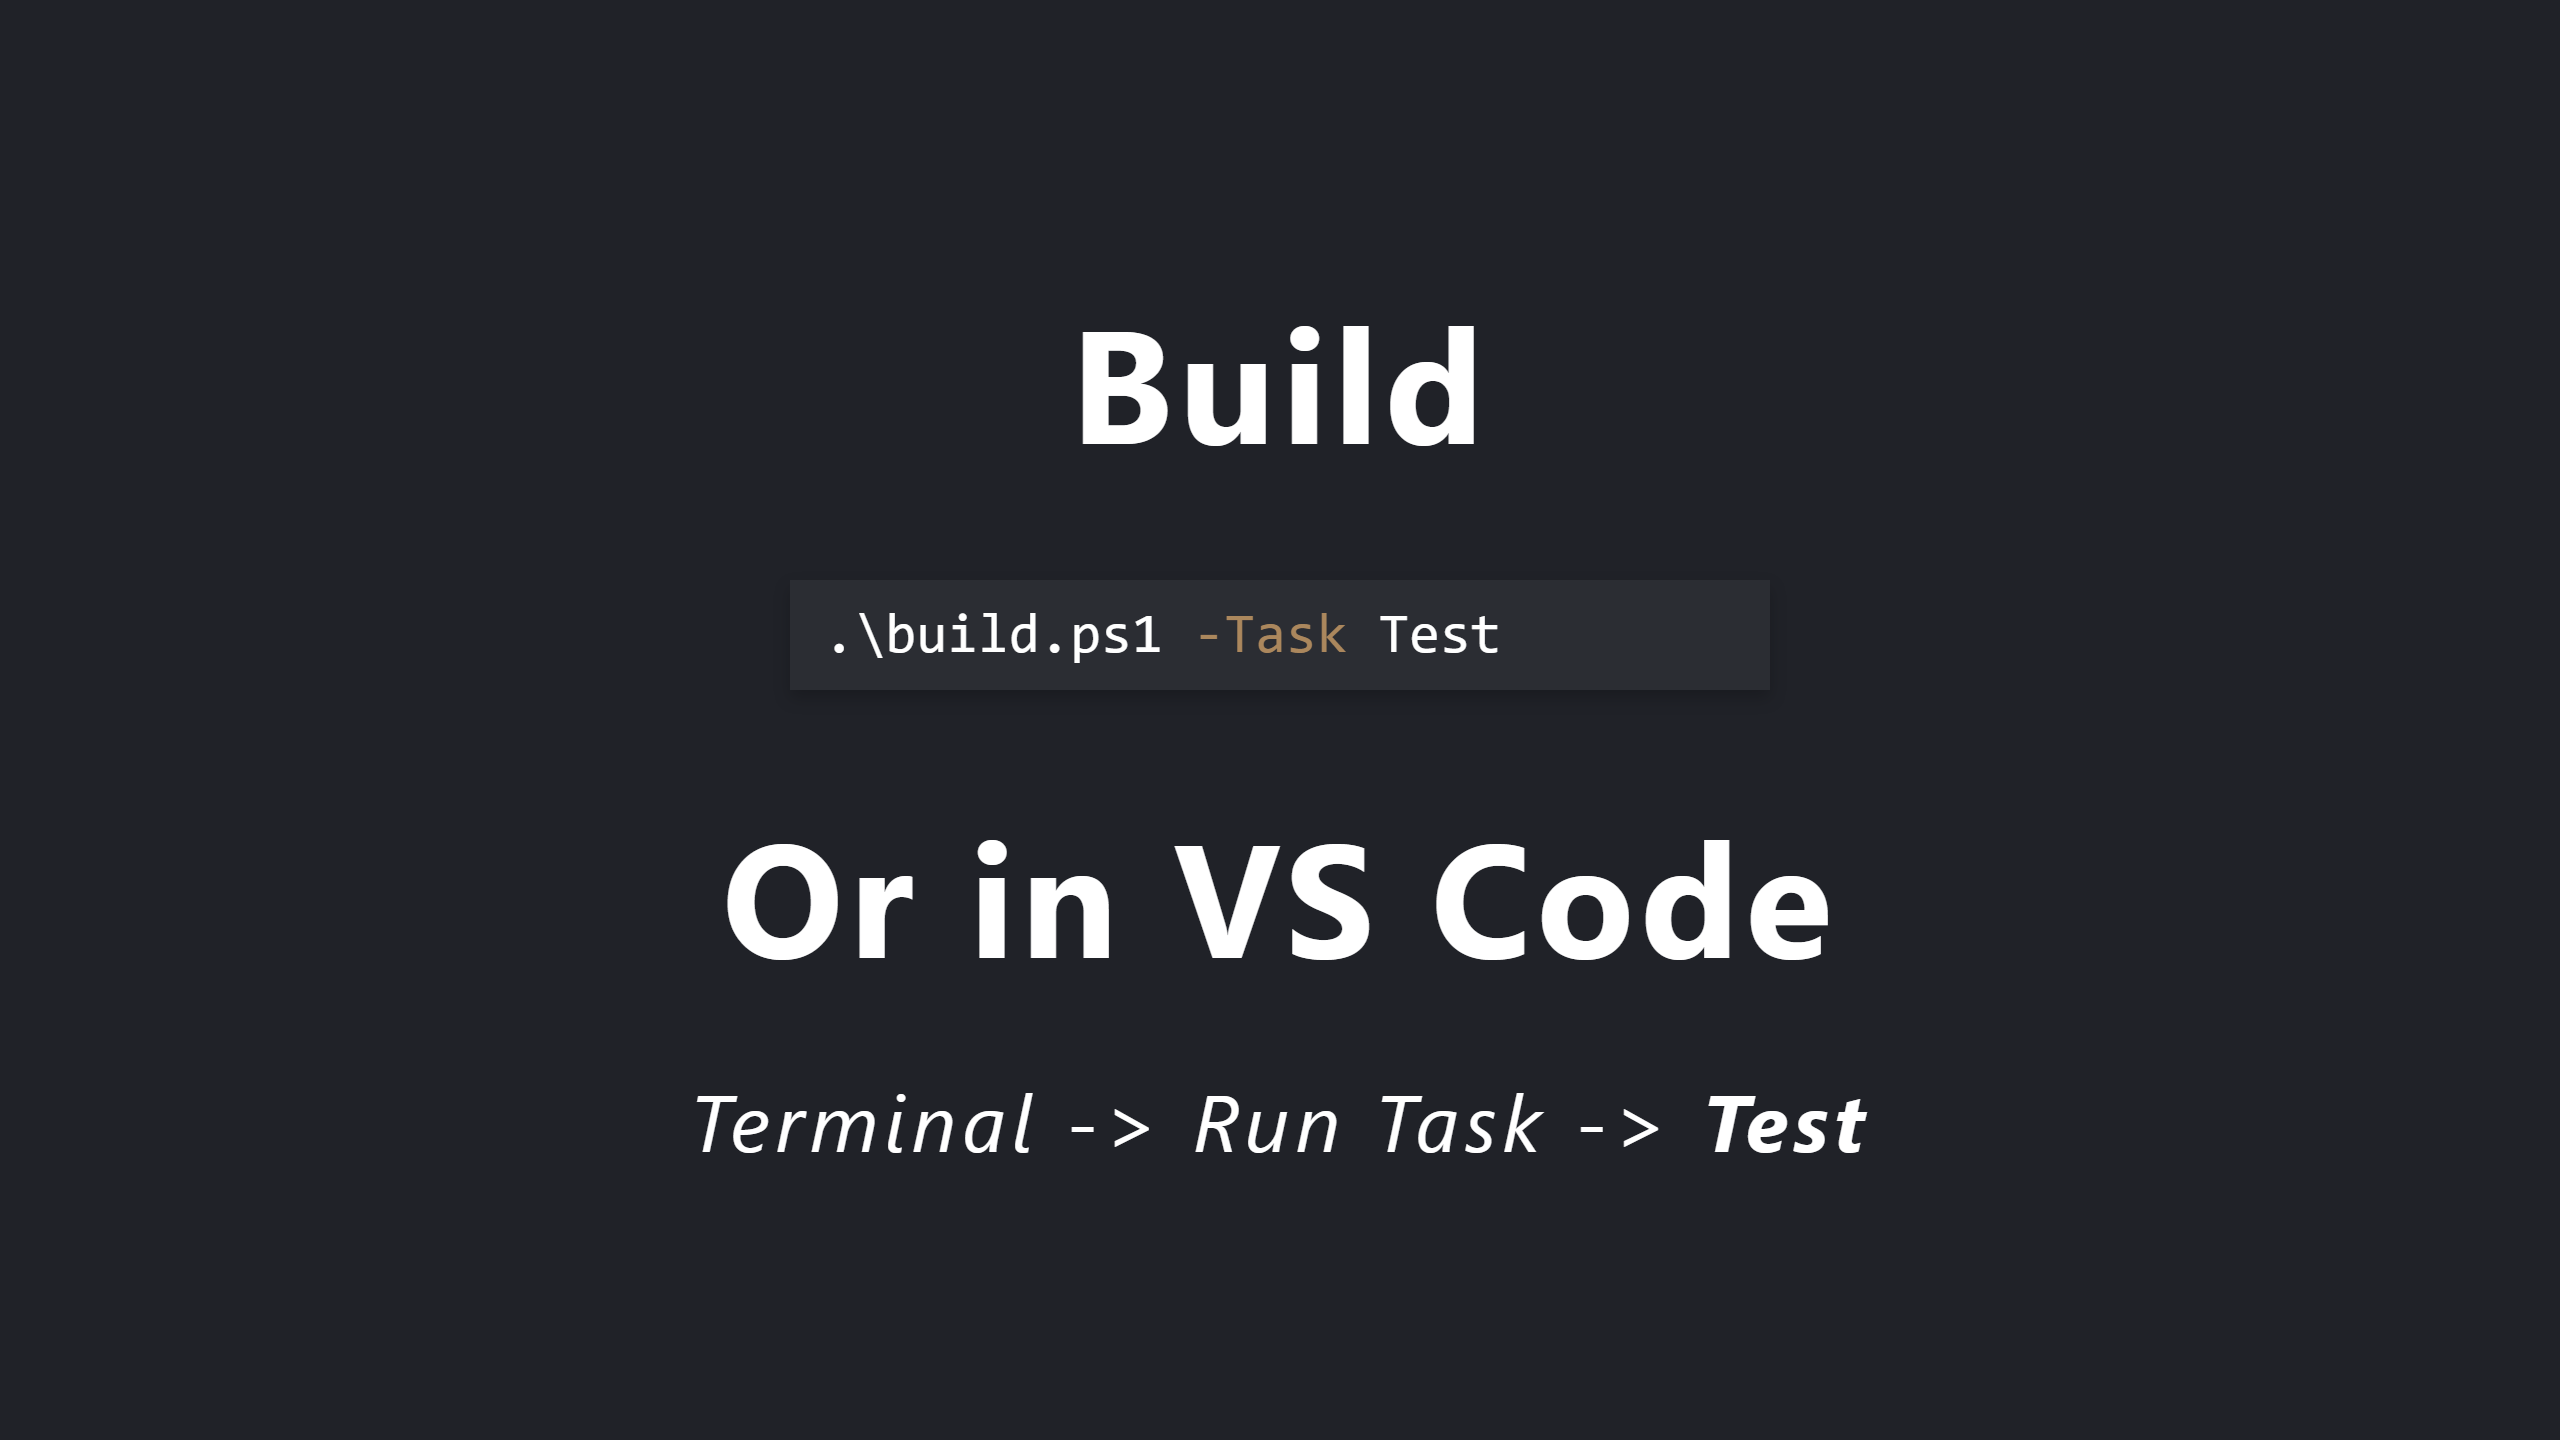 Build
.\build.ps1 -Task Test
Or in VS Code
Terminal -> Run Task -> Test